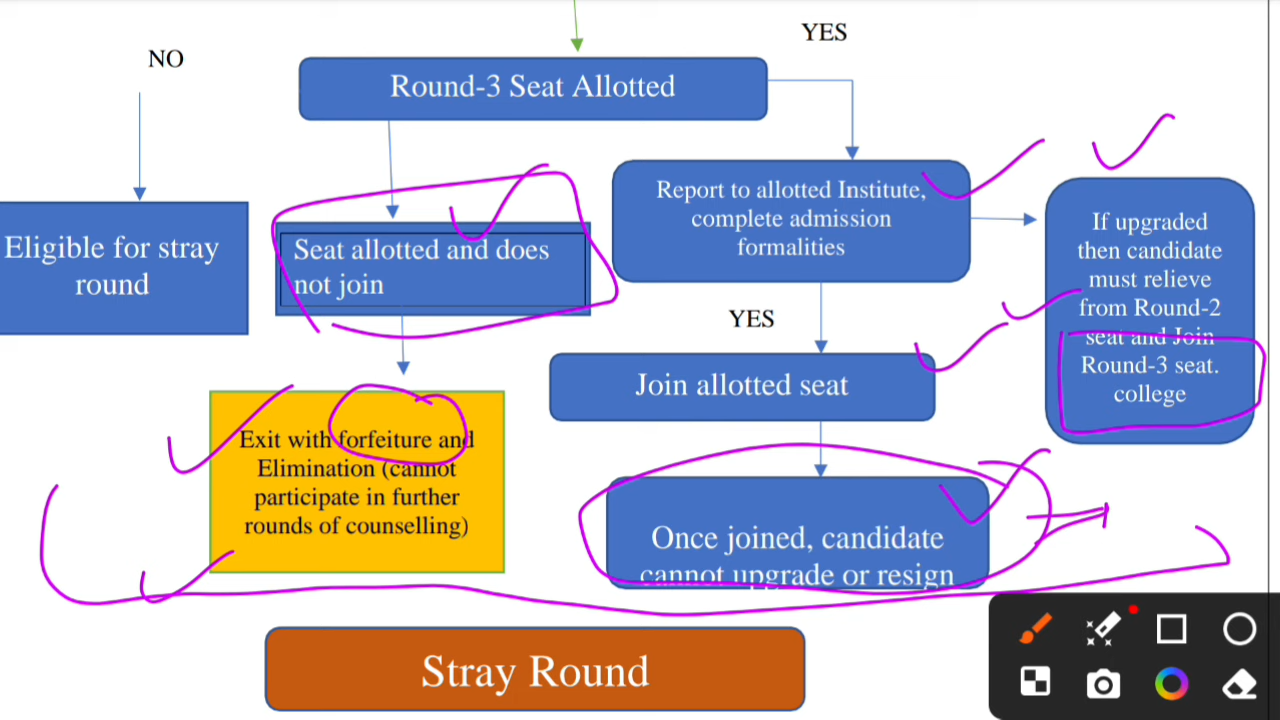 YES
NO
Round-3 Seat Allotted
Report to allotted Institute,
complete admission
formalities
If upgraded
then candidate
must relieve
from Round-2
seat and Join
Round-3 seat.
college
Eligible for stray
round
Seat allotted and does
not join
YES
Join allotted seat
Exit with forfeiture and
Elimination (cannot
participate in further
rounds of counselling)
Once joined, candidate
cannot upgrade or resign
Stray Round